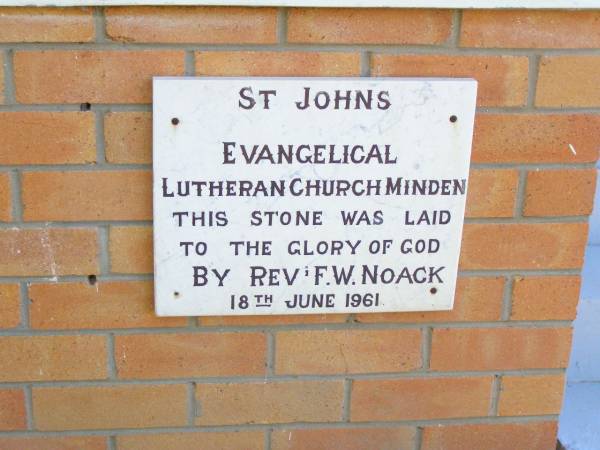 ST JOHNS
EVANGELICAL
LUTHERAN CHURCH MINDEN
THIS STONE WAS LAID
TO THE GLORY OF GOD
BY REV: F.W. NOACK
18TH JUNE 1961